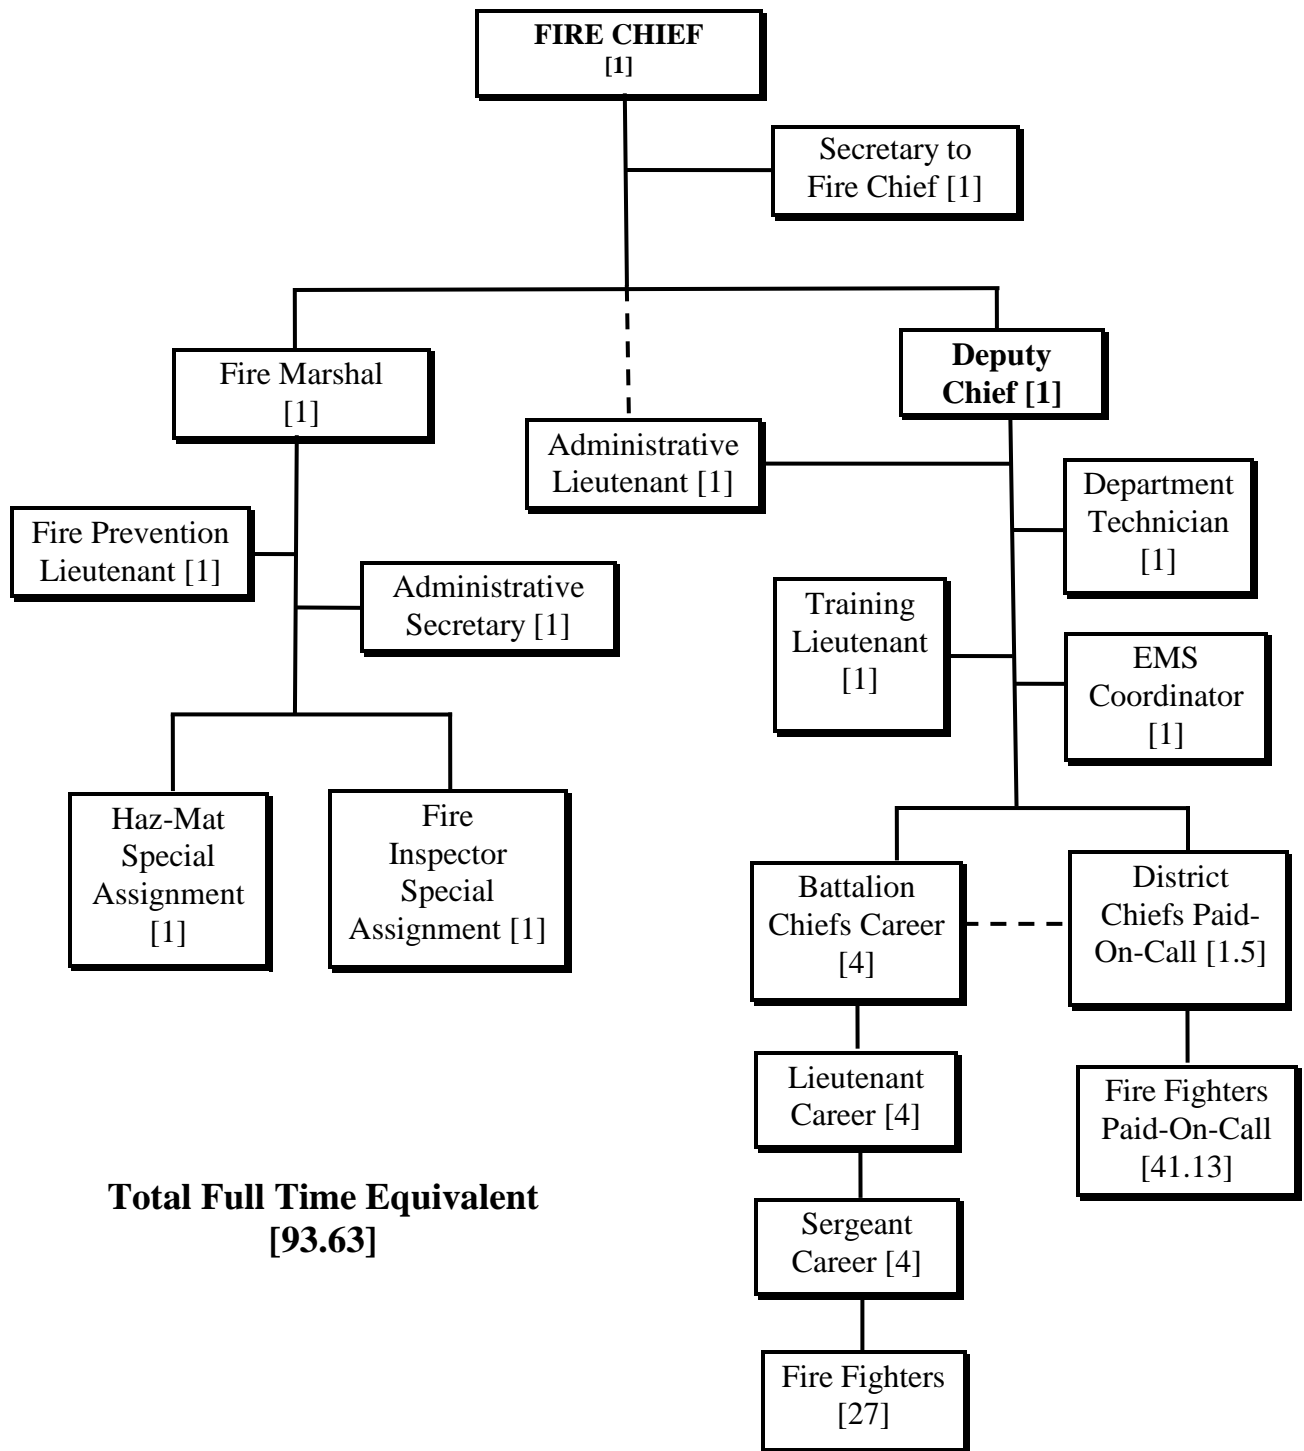 FIRE CHIEF
[1]
Secretary to
Fire Chief [1]
Fire Marshal
[1]
Deputy
Chief [1]
Administrative
Lieutenant [1]
Department
Technician
[1]
Fire Prevention
Lieutenant [1]
Administrative
Secretary [1]
Training
Lieutenant
[1]
EMS
Coordinator
[1]
Haz-Mat
Special
Assignment
[1]
Fire
Inspector
Special
Assignment [1]
Battalion
Chiefs Career
[4]
District
Chiefs Paid-
On-Call [1.5]
Lieutenant
Career [4]
Fire Fighters
Paid-On-Call
[41.13]
Total Full Time Equivalent
[93.63]
Sergeant
Career [4]
Fire Fighters
[27]